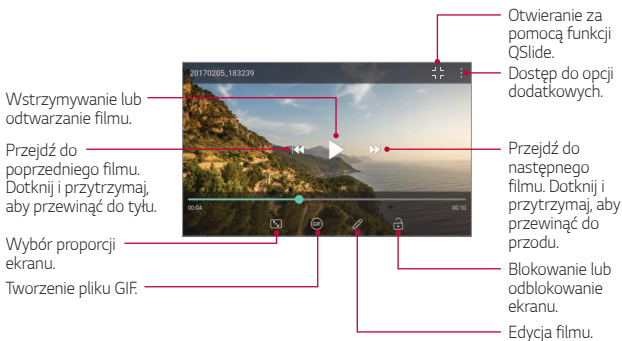 Otwieranie za
pomocą funkcji
QSlide.
Dostęp do opcji
dodatkowych.
20170205_183239
Wstrzymywanie lub
odtwarzanie filmu.
Przejdź do
poprzedniego filmu.
Dotknij i przytrzymaj,
aby przewinąć do tyłu.
Przejdź do
następnego
filmu. Dotknij i
przytrzymaj, aby
przewinąć do
przodu.
00:04
00:10
GIF
Wybór proporcji
ekranu.
Tworzenie pliku GIF.
Blokowanie lub
odblokowanie
ekranu.
Edycja filmu.